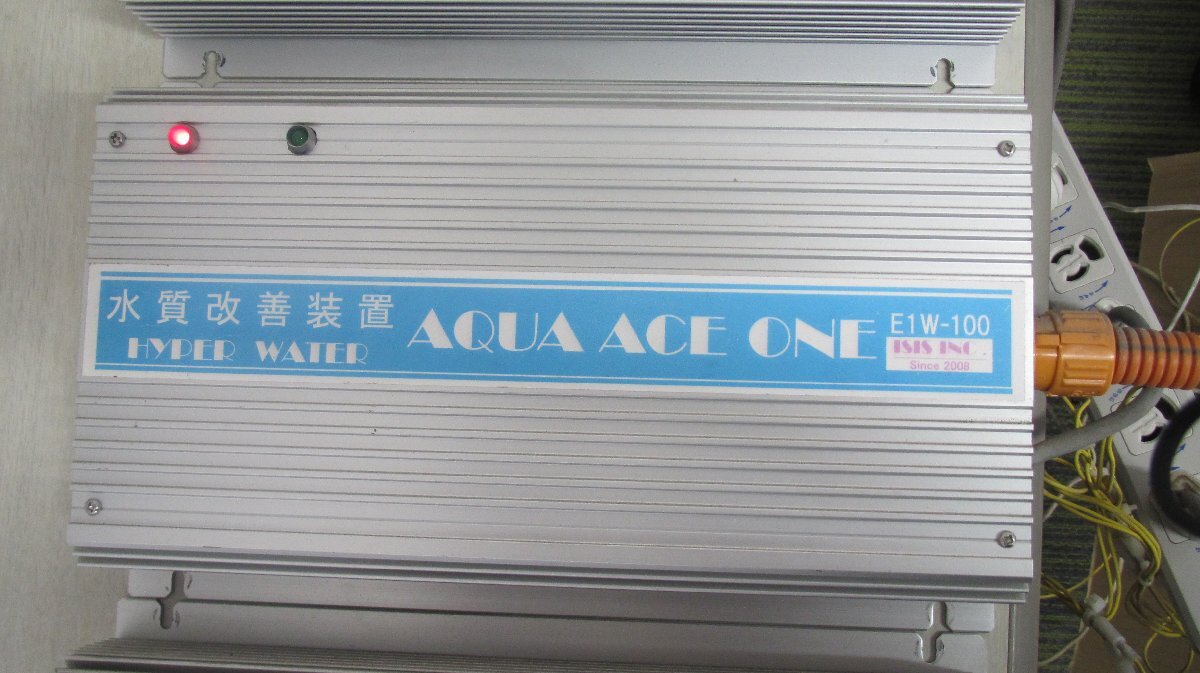 水質改善装置
HYPER WATER
AQUA ACE ONE
E1W-100
ISIS INC
Since 2008